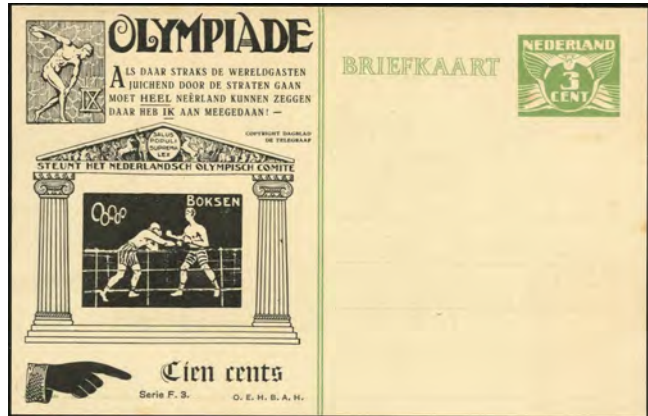 OLYMPIADE
ALS DAAR STRAKS DE WERELDGASTEN
JUICHEND DOOR DE STRATEN GAAN
MOET HEEL NEÊRLAND KUNNEN ZEGGEN
DAAR HEB IK AAN MEEGEDAAN! —
COPYRIGHT DAGBLAD
DE TELEGRAAF
SALUS
POPULI
SUPREMA
LEX
STEUNT HET NEDERLANDSCH OLYMPISCH COMITÉ
BOKSEN
Tien cents
Serie F. 3.
O. E. H. B. A. H.
BRIEFKAART
NEDERLAND
3
CENT